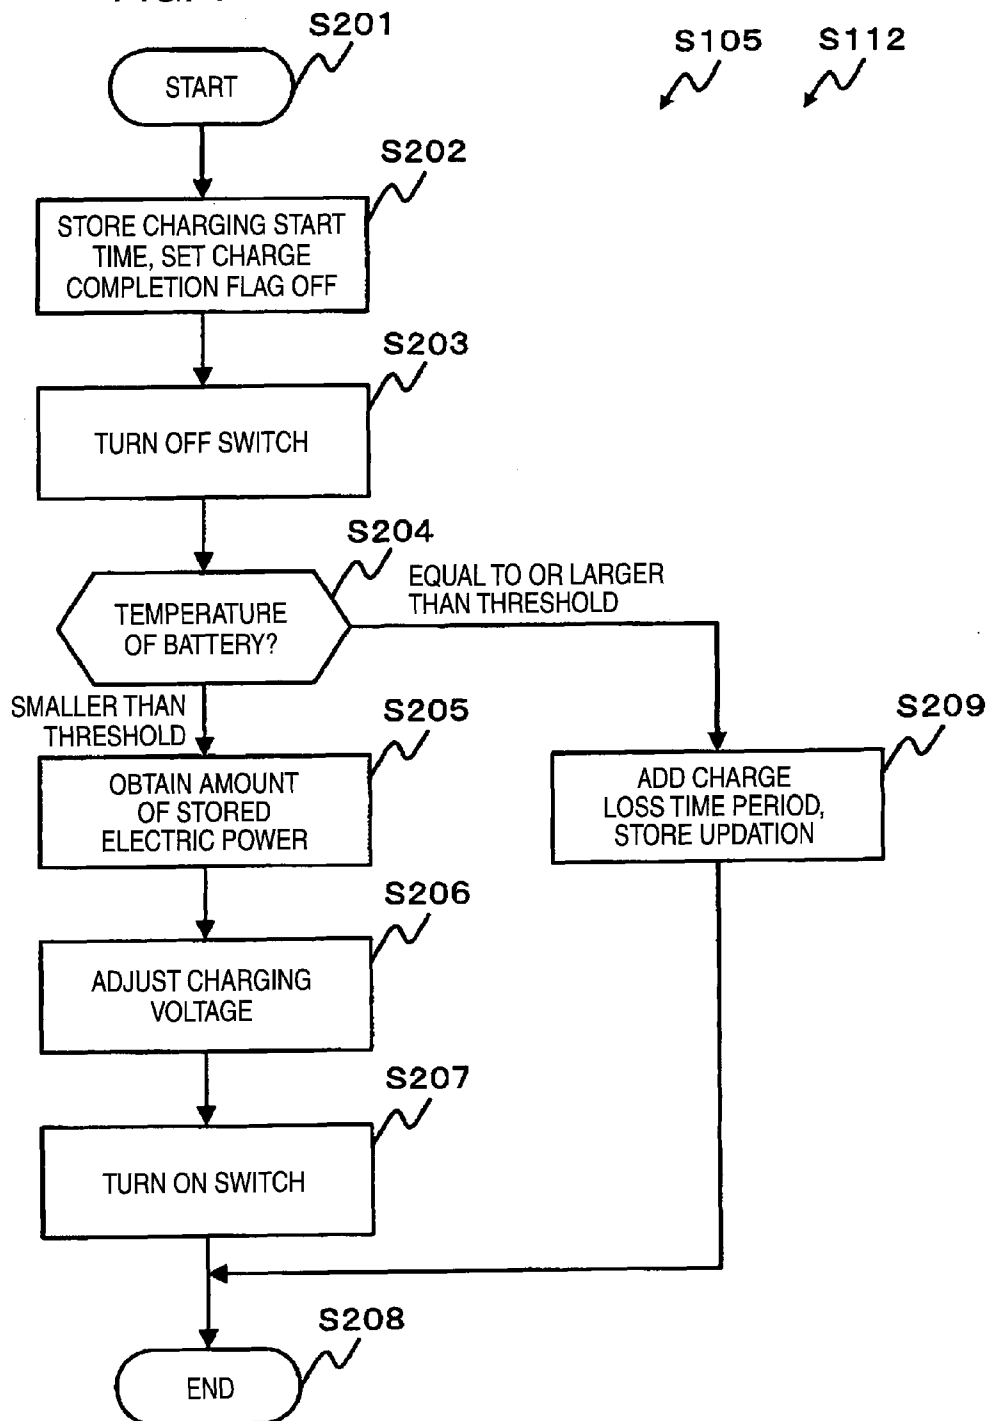 S201
S105 S112
START
S202
STORE CHARGING START
TIME, SET CHARGE
COMPLETION FLAG OFF
S203
TURN OFF SWITCH
S204
TEMPERATURE
OF BATTERY?
EQUAL TO OR LARGER
THAN THRESHOLD
SMALLER THAN
THRESHOLD
S205
OBTAIN AMOUNT
OF STORED
ELECTRIC POWER
S209
ADD CHARGE
LOSS TIME PERIOD,
STORE UPDATION
S206
ADJUST CHARGING
VOLTAGE
S207
TURN ON SWITCH
S208
END